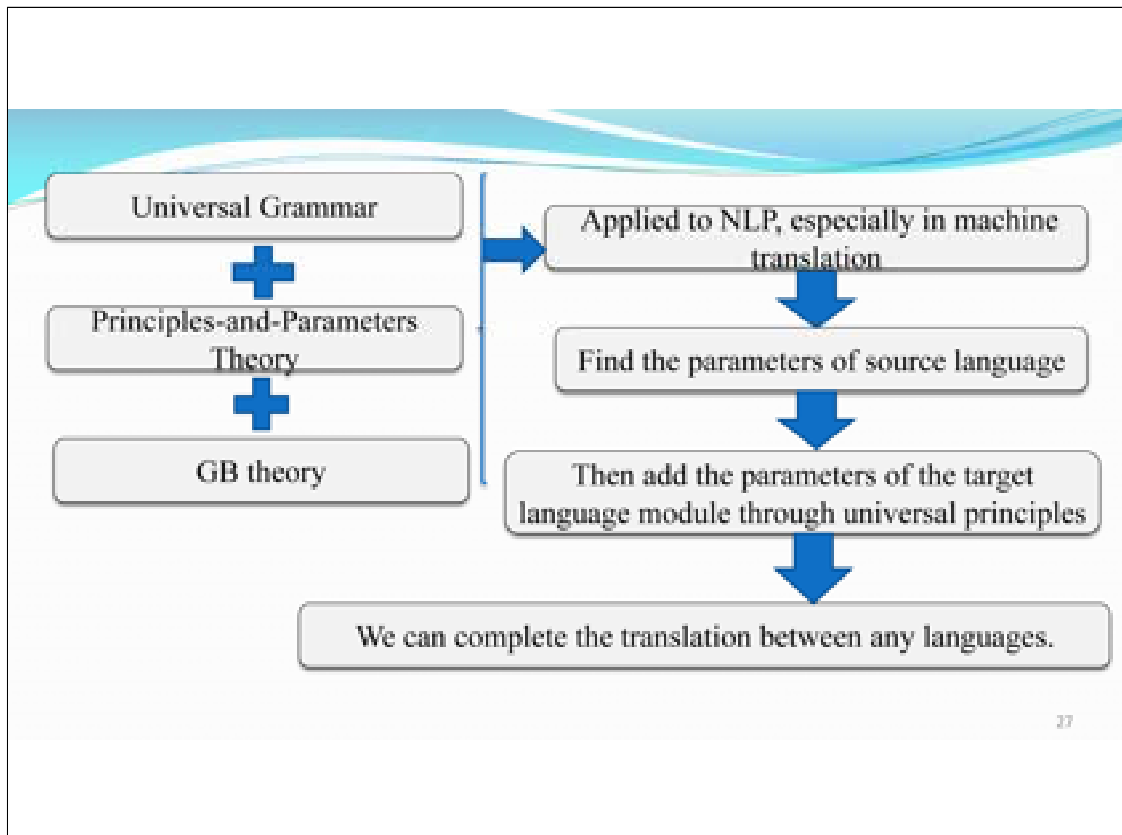 Universal Grammar
Principles-and-Parameters
Theory
GB theory
Applied to NLP, especially in machine
translation
Find the parameters of source language
Then add the parameters of the target
language module through universal principles
We can complete the translation between any languages.
27